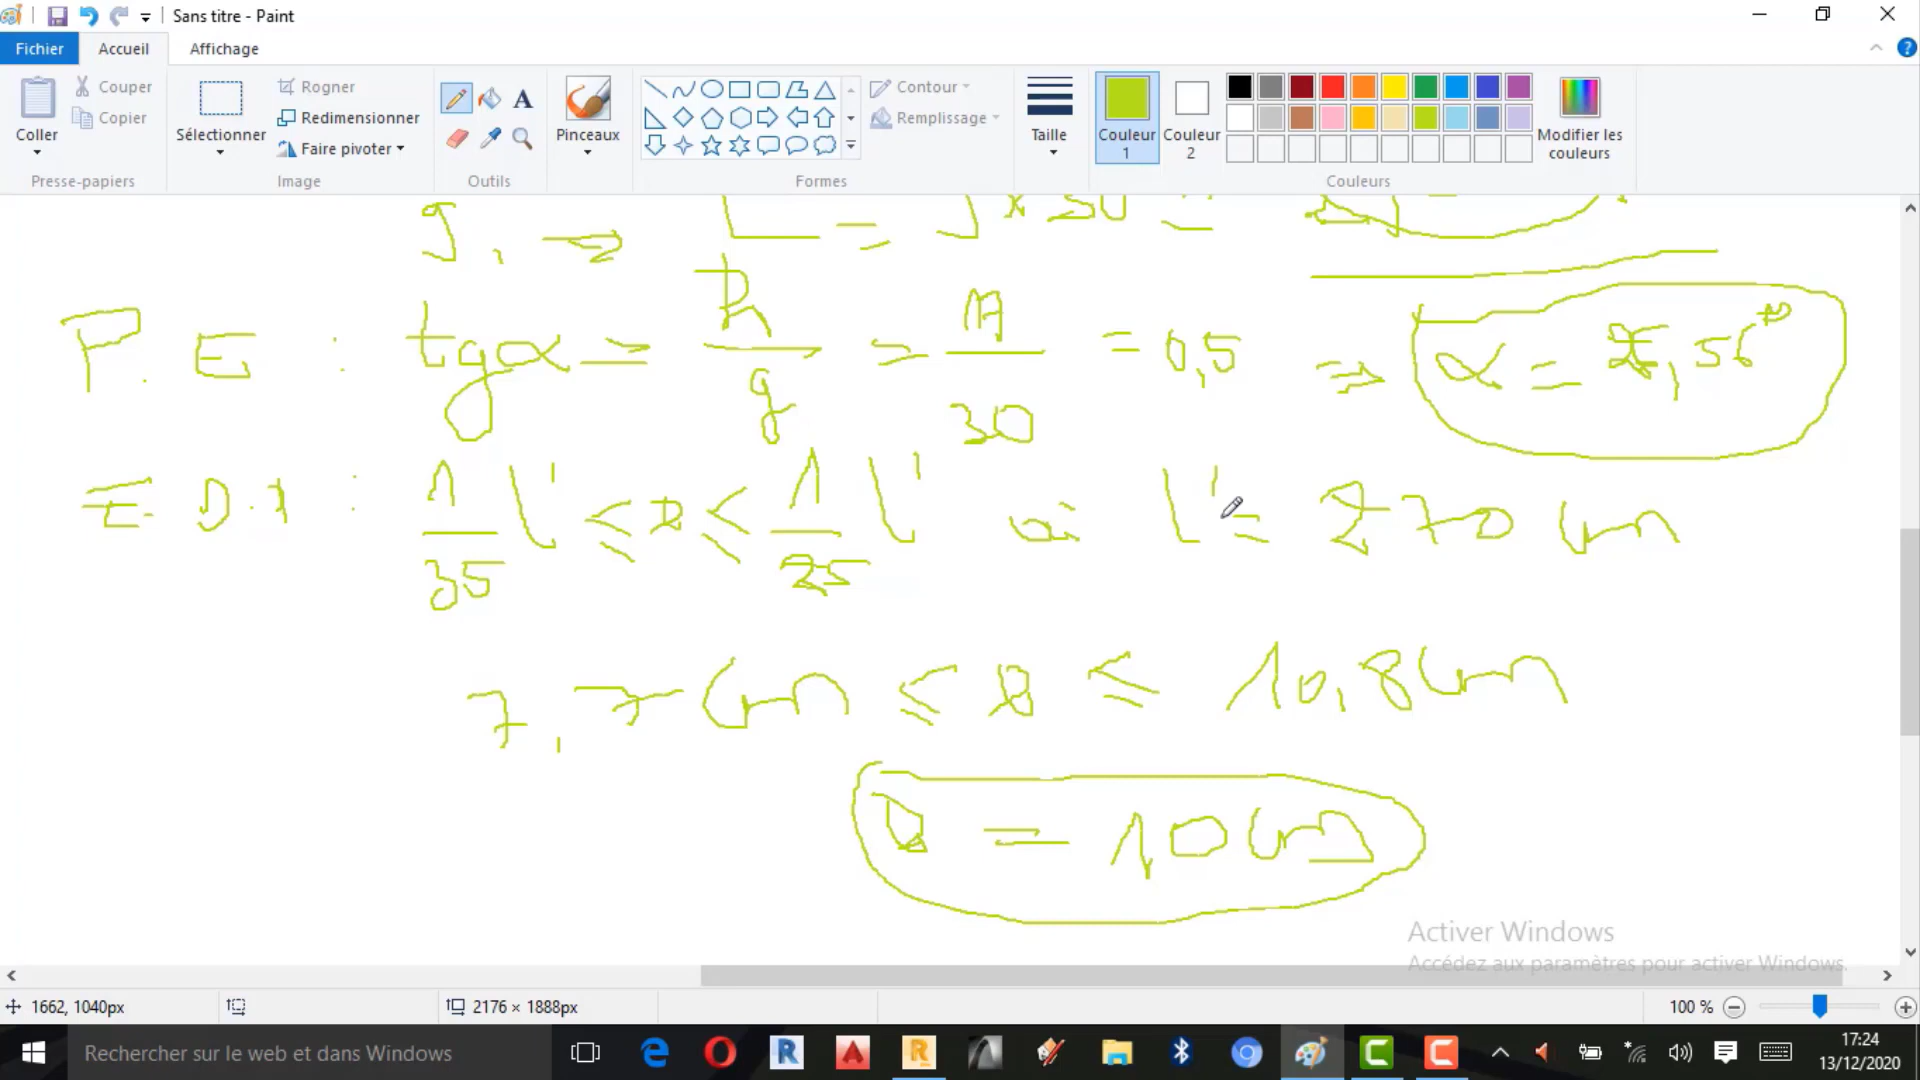 Sans titre - Paint
Fichier Accueil Affichage
Coller
Couper
Copier
Presse-papiers
Sélectionner
Rogner
Redimensionner
Faire pivoter
Image
Outils
Pinceaux
Formes
Contour
Remplissage
Taille
Couleur 1
Couleur 2
Modifier les couleurs
Couleurs
P. E : tgα = h/g = 17/30 = 0,5 ⇒ α = ,56°
E. D. 1 : 1/35 l' ≤ e ≤ 1/25 l' où l' = 270 cm
7,7 cm ≤ e ≤ 10,8 cm
e = 10 cm
Activer Windows
Accédez aux paramètres pour activer Windows.
1662, 1040px 2176 × 1888px 100 %
Rechercher sur le web et dans Windows
17:24
13/12/2020